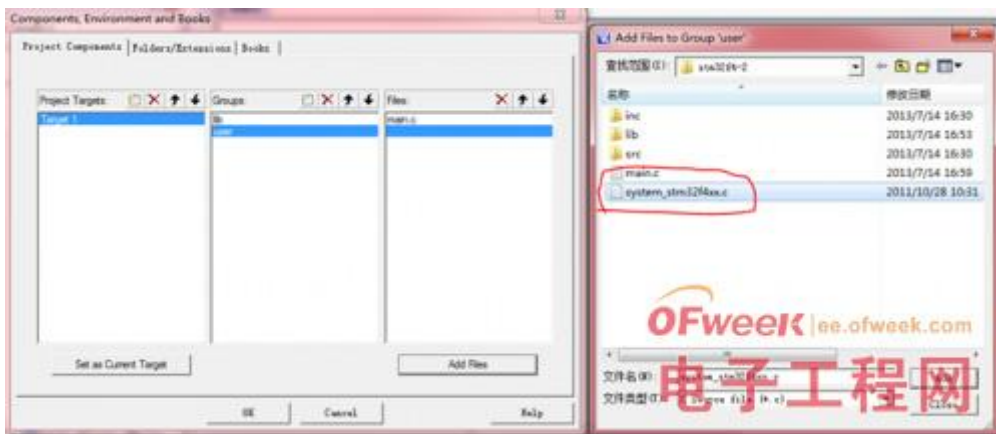 Components, Environment and Books
Project Components | Folders/Extensions | Books |
Project Targets:
Target 1
Set as Current Target
Groups:
lib
user
Files:
main.c
Add Files
OK
Cancel
Help
Add Files to Group 'user'
查找范围(I):
stm32f4-2
名称
修改日期
inc
2013/7/14 16:30
lib
2013/7/14 16:53
src
2013/7/14 16:30
main.c
2013/7/14 16:59
system_stm32f4xx.c
2011/10/28 10:31
OFweek | ee.ofweek.com
电子工程网
文件名(N):
system_stm32f4xx.c
文件类型(T):
source file (*.c)
Close